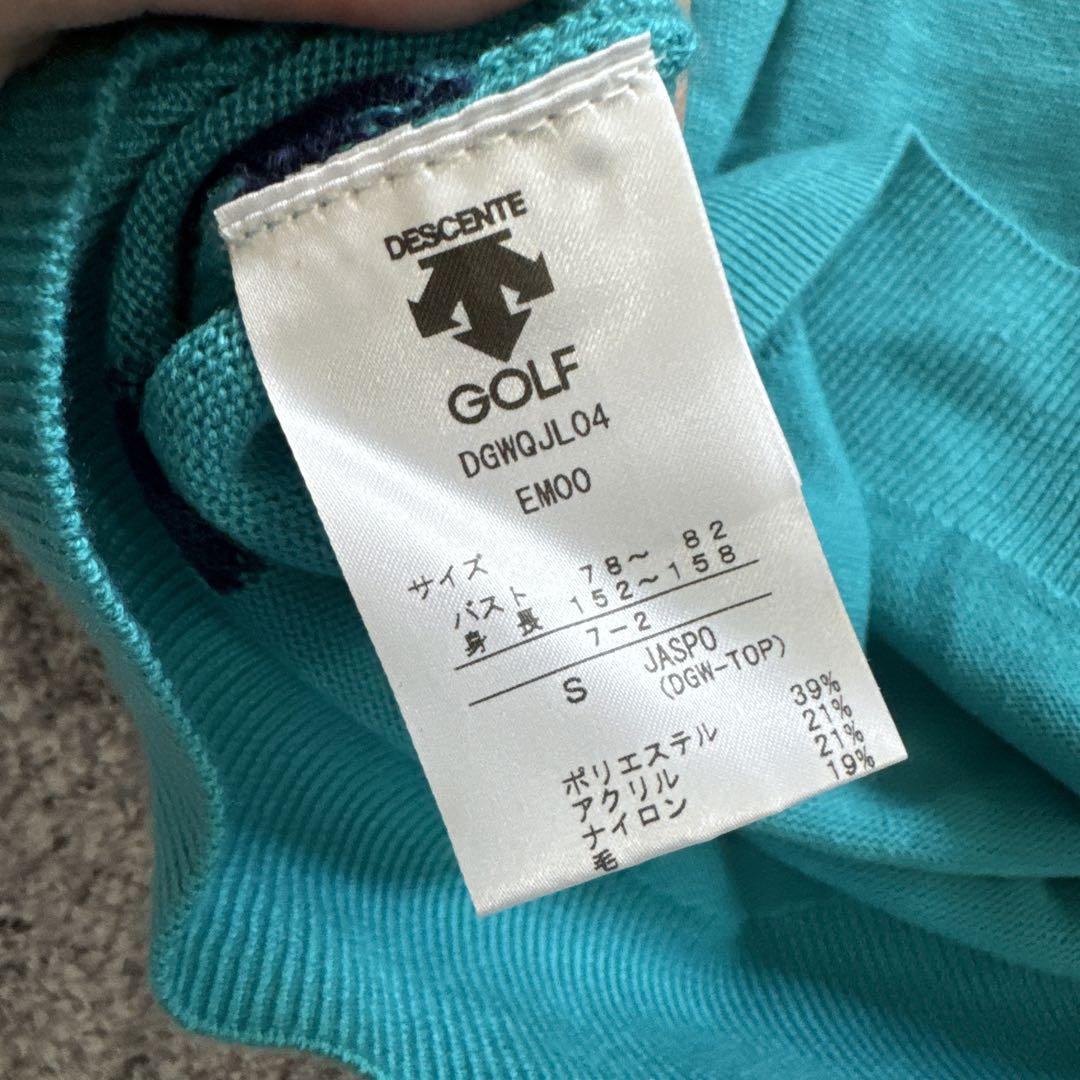 DESCENTE
GOLF
DGWQJL04
EM00
サイズ
バスト 78～ 82
身長 152～158
7-2
S JASPO
(DGW-TOP)
ポリエステル 39%
アクリル 21%
ナイロン 21%
毛 19%